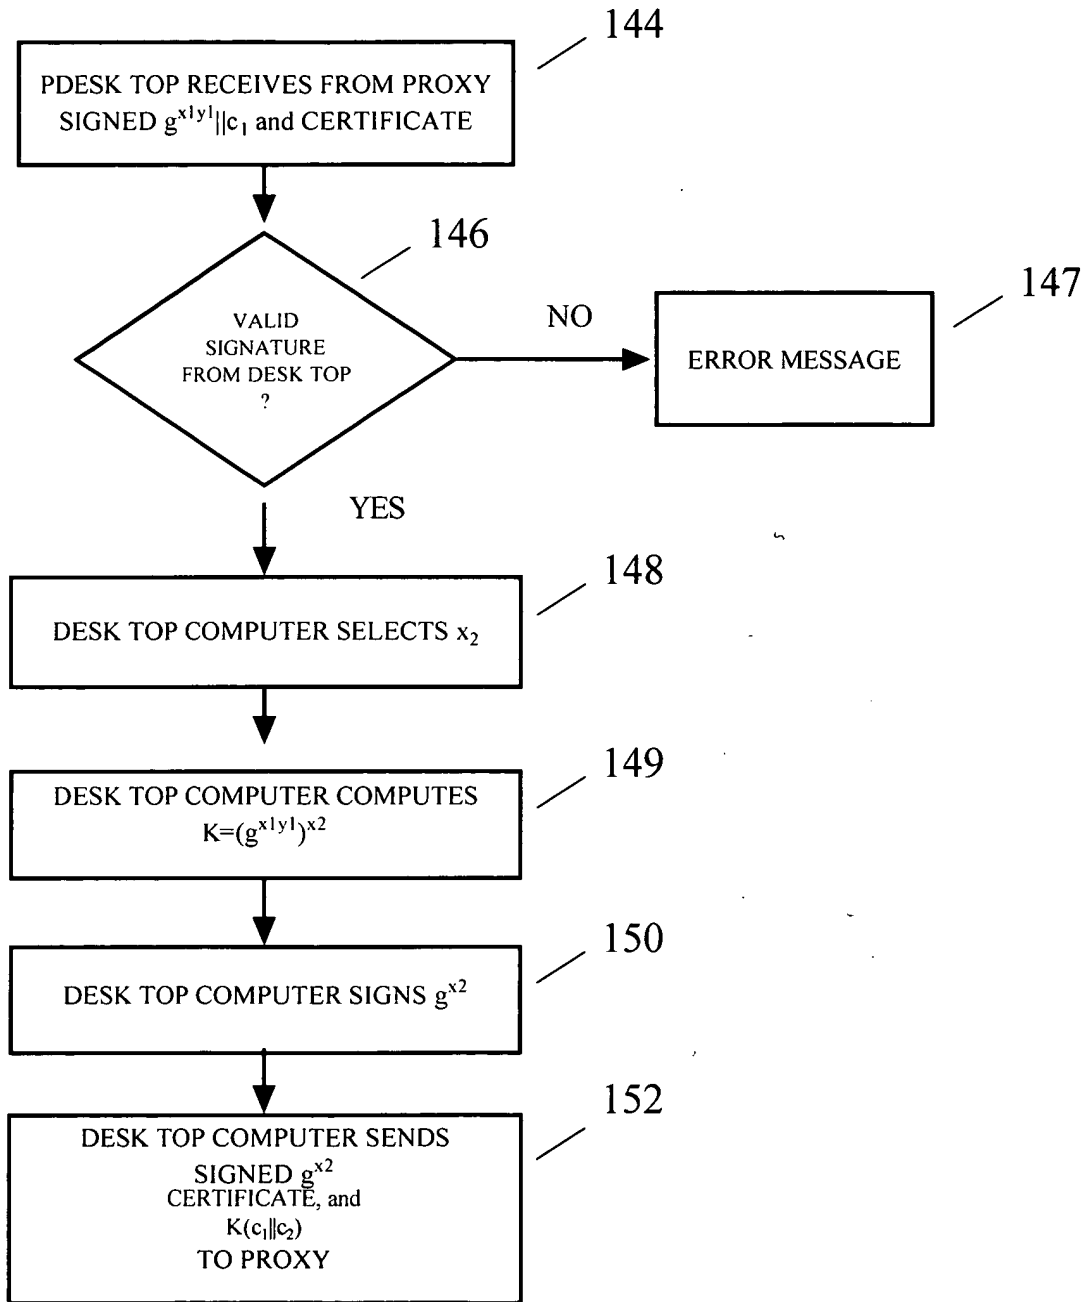 144
PDESK TOP RECEIVES FROM PROXY
SIGNED g^{x1y1}||c₁ and CERTIFICATE
146
VALID
SIGNATURE
FROM DESK TOP
?
NO
147
ERROR MESSAGE
YES
148
DESK TOP COMPUTER SELECTS x₂
149
DESK TOP COMPUTER COMPUTES
K=(g^{x1y1})^{x2}
150
DESK TOP COMPUTER SIGNS g^{x2}
152
DESK TOP COMPUTER SENDS
SIGNED g^{x2}
CERTIFICATE, and
K(c₁||c₂)
TO PROXY